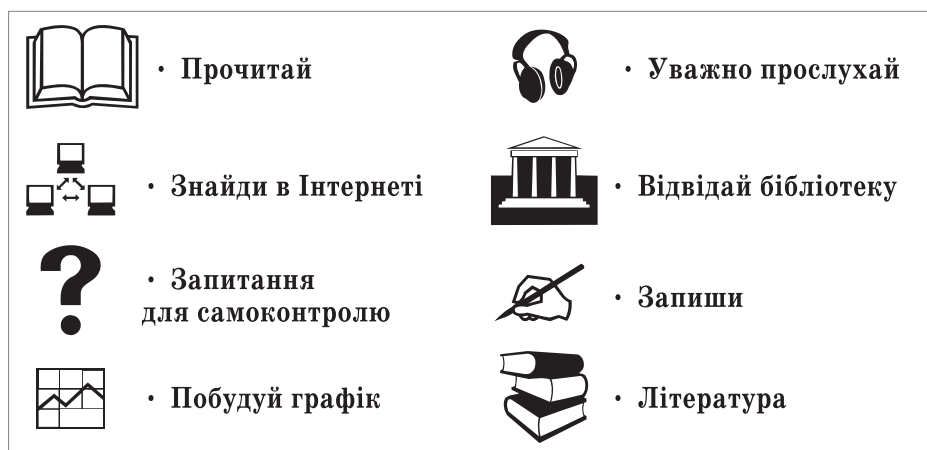 · Прочитай
· Уважно прослухай
· Знайди в Інтернеті
· Відвідай бібліотеку
· Запитання
для самоконтролю
· Запиши
· Побудуй графік
· Література